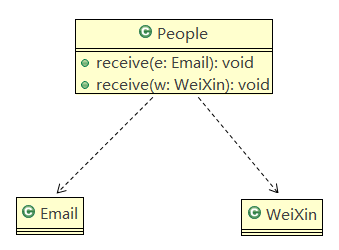 C People
receive(e: Email): void
receive(w: WeiXin): void
C Email
C WeiXin